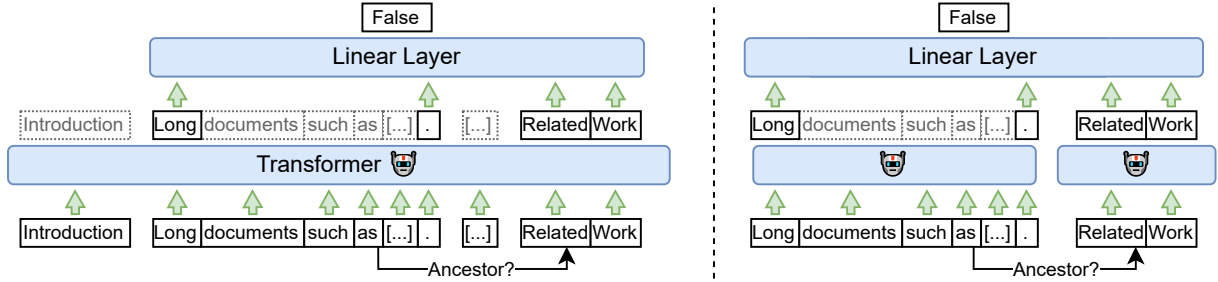 False
Linear Layer
Introduction Long documents such as [...] . [...] Related Work
Transformer
Introduction Long documents such as [...] . [...] Related Work
Ancestor?
False
Linear Layer
Long documents such as [...] . Related Work
Long documents such as [...] . Related Work
Ancestor?